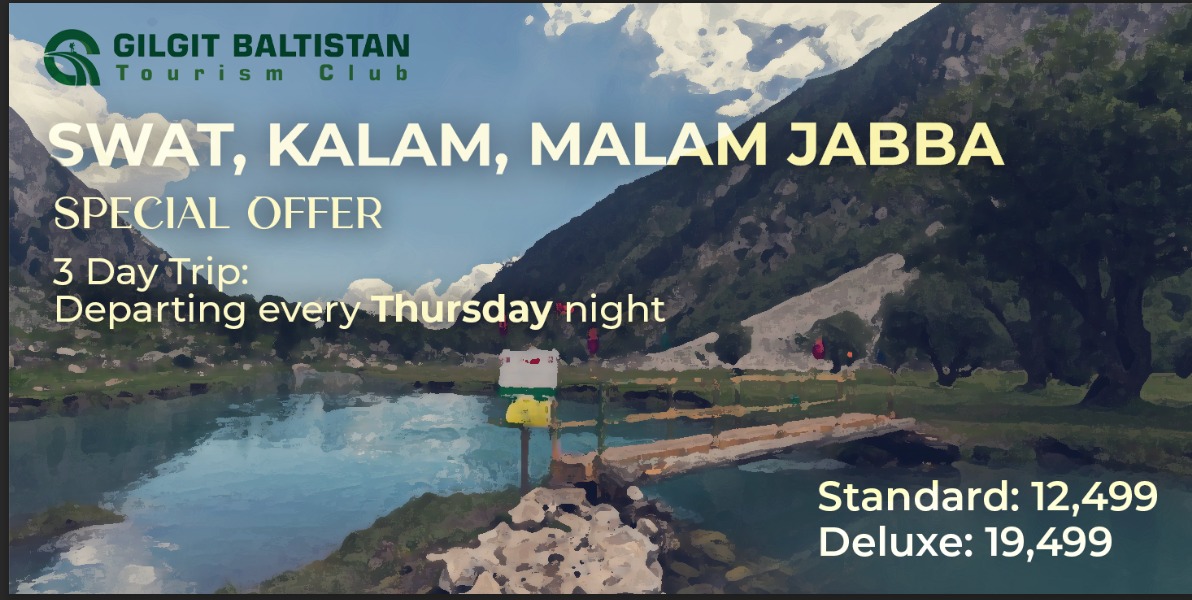 GILGIT BALTISTAN
Tourism Club
SWAT, KALAM, MALAM JABBA
SPECIAL OFFER
3 Day Trip:
Departing every Thursday night
Standard: 12,499
Deluxe: 19,499